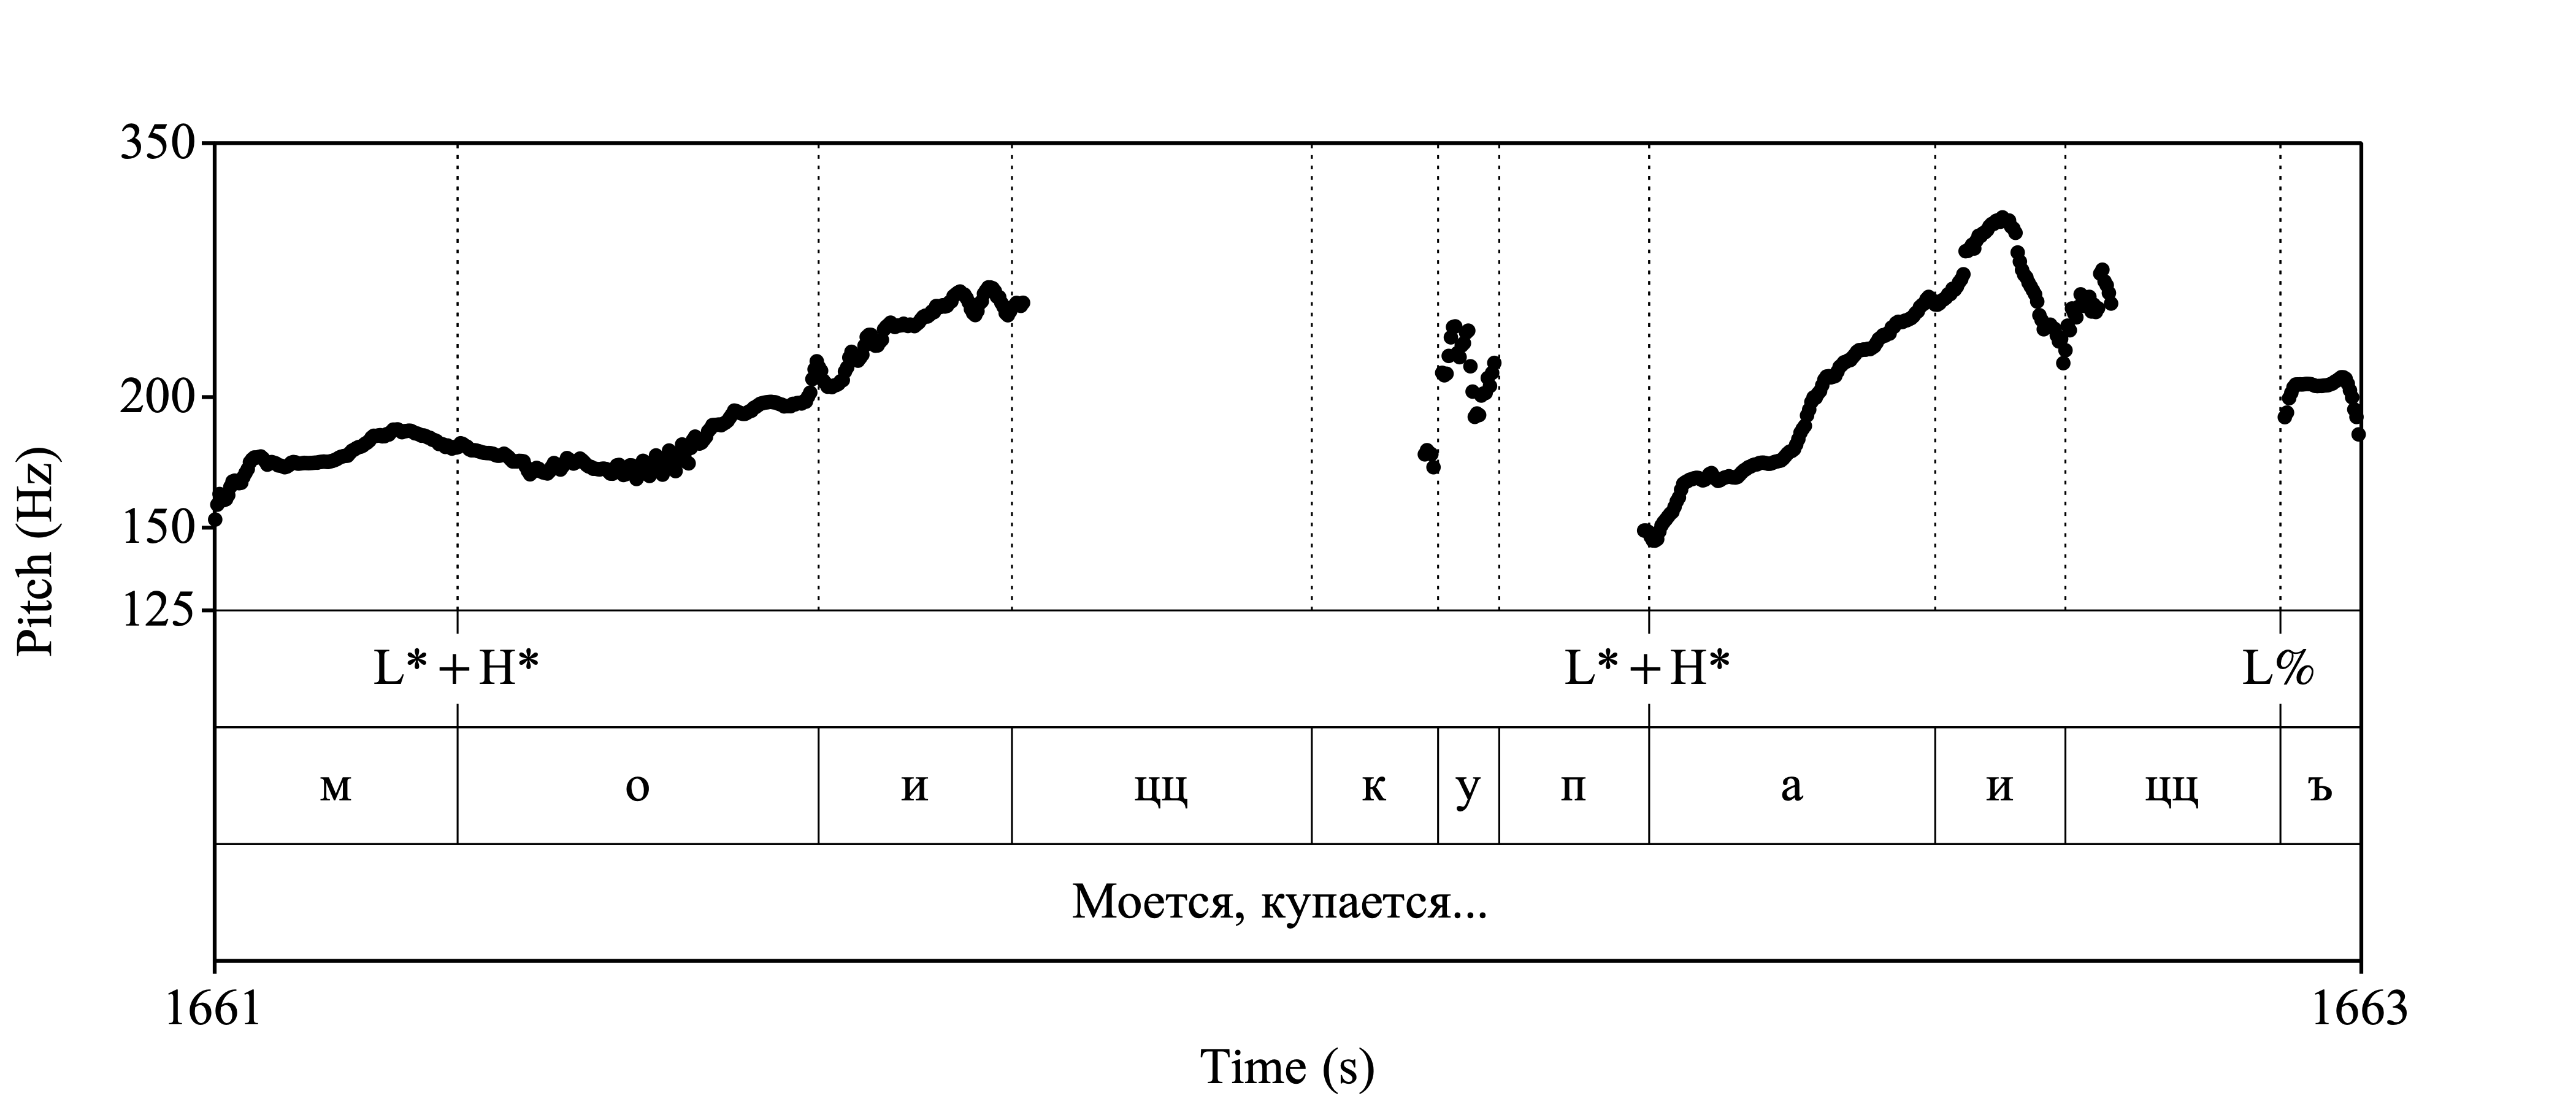 350
200
150
125
Pitch (Hz)
L*+H* L*+H* L%
м о и цц к у п а и цц ъ
Моется, купается...
1661 1663
Time (s)